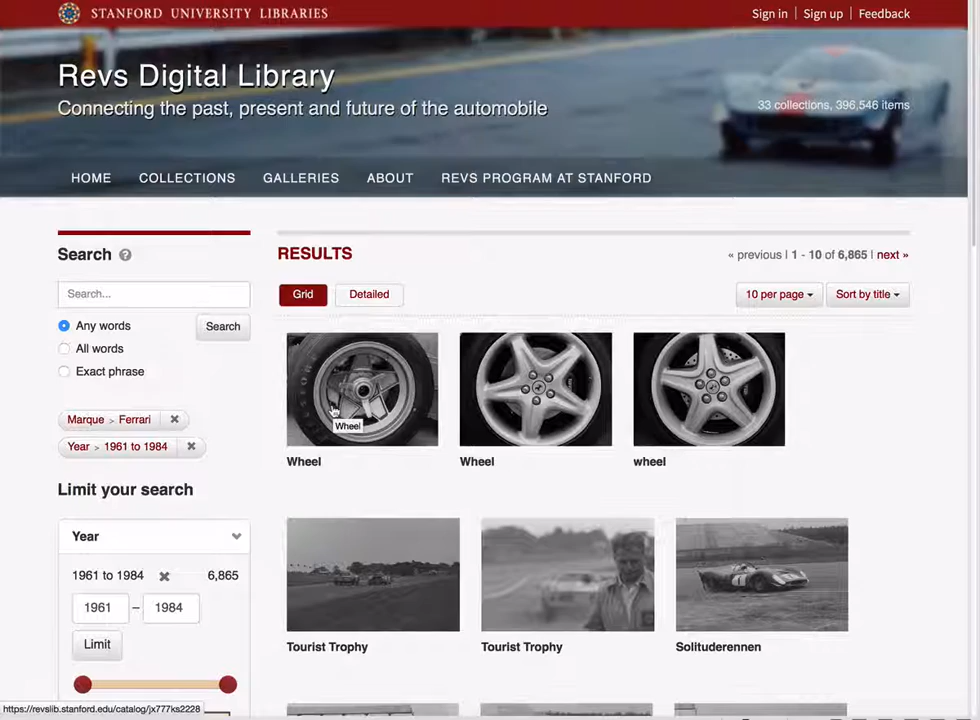 STANFORD UNIVERSITY LIBRARIES
Sign in | Sign up | Feedback
Revs Digital Library
Connecting the past, present and future of the automobile
33 collections, 396,546 items
HOME COLLECTIONS GALLERIES ABOUT REVS PROGRAM AT STANFORD
Search ?
RESULTS
« previous | 1 - 10 of 6,865 | next »
Search...
Grid Detailed
10 per page Sort by title
Any words
Search
All words
Exact phrase
Marque > Ferrari ✖
Year > 1961 to 1984 ✖
Wheel
Wheel Wheel wheel
Limit your search
Year
1961 to 1984 ✖ 6,865
1961 – 1984
Limit
Tourist Trophy Tourist Trophy Solituderennen
https://revslib.stanford.edu/catalog/jx777ks2228